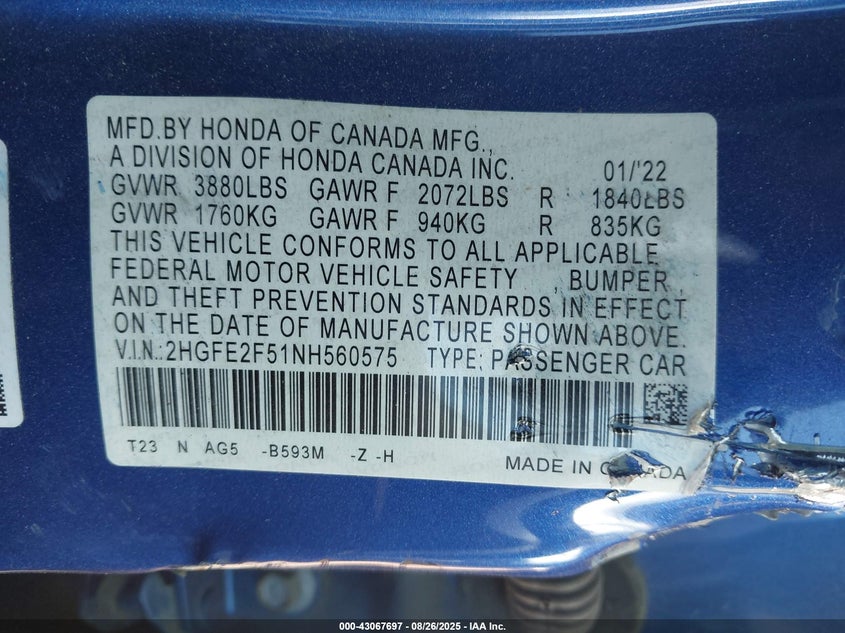 MFD.BY HONDA OF CANADA MFG.,
A DIVISION OF HONDA CANADA INC. 01/'22
GVWR 3880LBS GAWR F 2072LBS R 1840LBS
GVWR 1760KG GAWR F 940KG R 835KG
THIS VEHICLE CONFORMS TO ALL APPLICABLE
FEDERAL MOTOR VEHICLE SAFETY , BUMPER ,
AND THEFT PREVENTION STANDARDS IN EFFECT
ON THE DATE OF MANUFACTURE SHOWN ABOVE.
V.I.N.:2HGFE2F51NH560575 TYPE: PASSENGER CAR
T23 N AG5 -B593M -Z -H
MADE IN CANADA
000-43067697 - 08/26/2025 - IAA Inc.